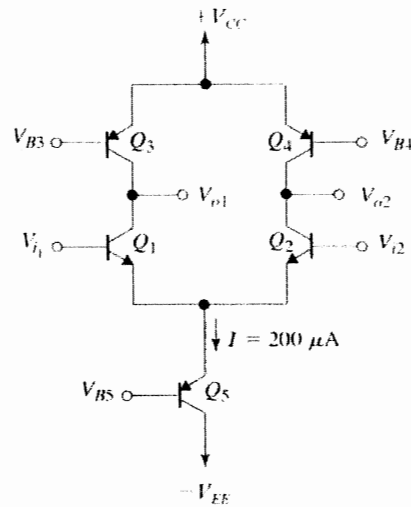 +V_CC
V_B3
Q_3
Q_4
V_B4
V_o1
V_o2
V_i1
Q_1
Q_2
V_i2
I = 200 μA
V_B5
Q_5
-V_EE